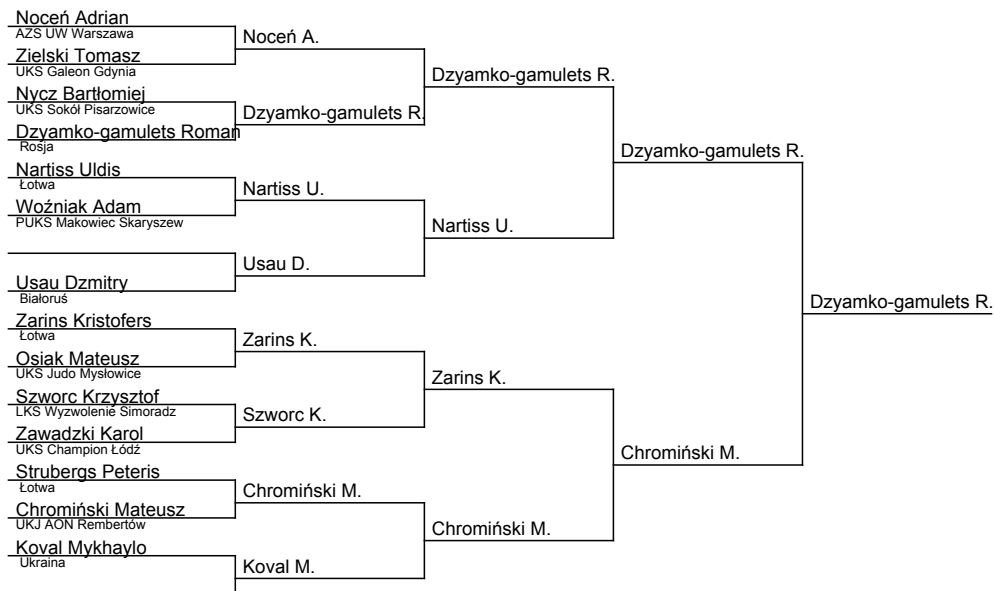 Noceń Adrian
AZS UW Warszawa
Noceń A.
Zielski Tomasz
UKS Galeon Gdynia
Dzyamko-gamulets R.
Nycz Bartłomiej
UKS Sokół Pisarzowice
Dzyamko-gamulets R.
Dzyamko-gamulets Roman
Rosja
Dzyamko-gamulets R.
Nartiss Uldis
Łotwa
Nartiss U.
Woźniak Adam
PUKS Makowiec Skaryszew
Nartiss U.
Usau D.
Usau Dzmitry
Białoruś
Dzyamko-gamulets R.
Zarins Kristofers
Łotwa
Zarins K.
Osiak Mateusz
UKS Judo Mysłowice
Zarins K.
Szworc Krzysztof
LKS Wyzwolenie Simoradz
Szworc K.
Zawadzki Karol
UKS Champion Łódź
Chromiński M.
Strubergs Peteris
Łotwa
Chromiński M.
Chromiński Mateusz
UKJ AON Rembertów
Chromiński M.
Koval Mykhaylo
Ukraina
Koval M.